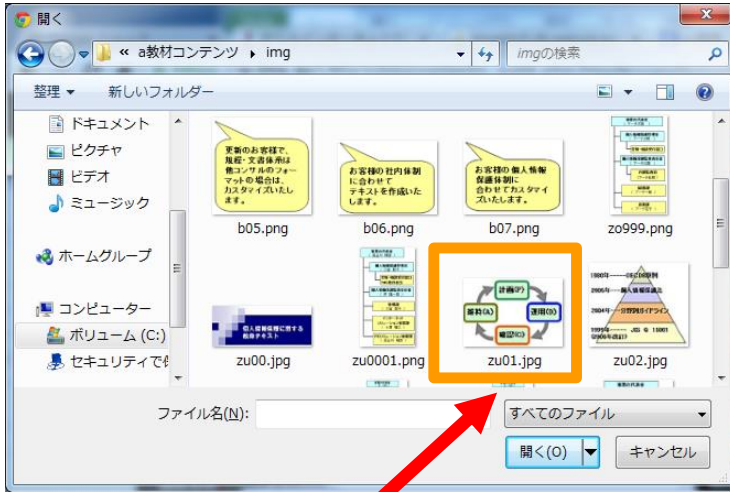 開く
« a教材コンテンツ ▸ img
imgの検索
整理 ▼ 新しいフォルダー
ドキュメント
ピクチャ
ビデオ
ミュージック
ホームグループ
コンピューター
ボリューム (C:)
セキュリティで
更新のお客様で、
規程・文書体系は
他コンサルのフォー
マットの場合は、
カスタマイズいたし
ます。
b05.png
お客様の社内体制
に合わせて
テキストを作成いた
します。
b06.png
お客様の個人情報
保護体制に
合わせてカスタマイ
ズいたします。
b07.png
zo999.png
個人情報保護に関する
zu00.jpg
zu0001.png
計画(P)
維持(A)
運用(D)
確認(C)
zu01.jpg
zu02.jpg
ファイル名(N):
すべてのファイル
開く(O)
キャンセル